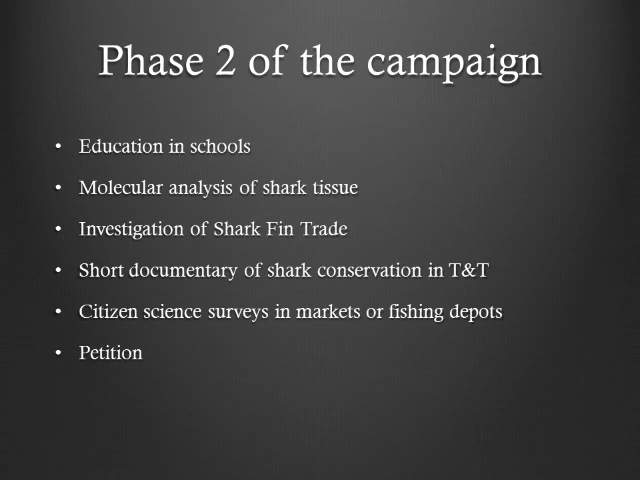 Phase 2 of the campaign
• Education in schools
• Molecular analysis of shark tissue
• Investigation of Shark Fin Trade
• Short documentary of shark conservation in T&T
• Citizen science surveys in markets or fishing depots
• Petition